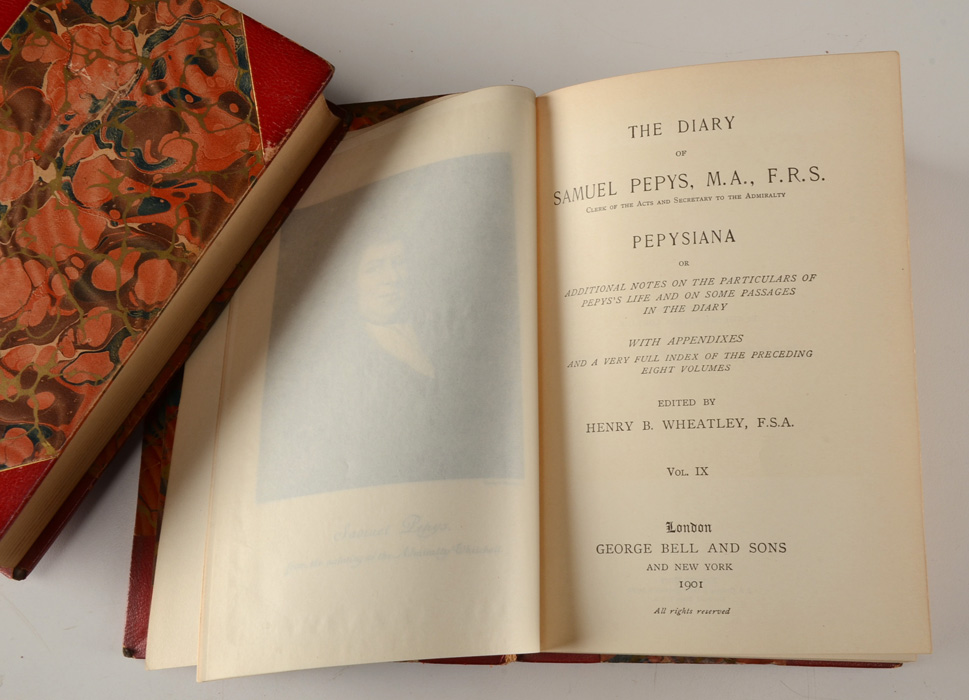 THE DIARY
OF
SAMUEL PEPYS, M.A., F.R.S.
CLERK OF THE ACTS AND SECRETARY TO THE ADMIRALTY
PEPYSIANA
OR
ADDITIONAL NOTES ON THE PARTICULARS OF
PEPYS'S LIFE AND ON SOME PASSAGES
IN THE DIARY
WITH APPENDIXES
AND A VERY FULL INDEX OF THE PRECEDING
EIGHT VOLUMES
EDITED BY
HENRY B. WHEATLEY, F.S.A.
VOL. IX
London
GEORGE BELL AND SONS
AND NEW YORK
1901
All rights reserved
Samuel Pepys